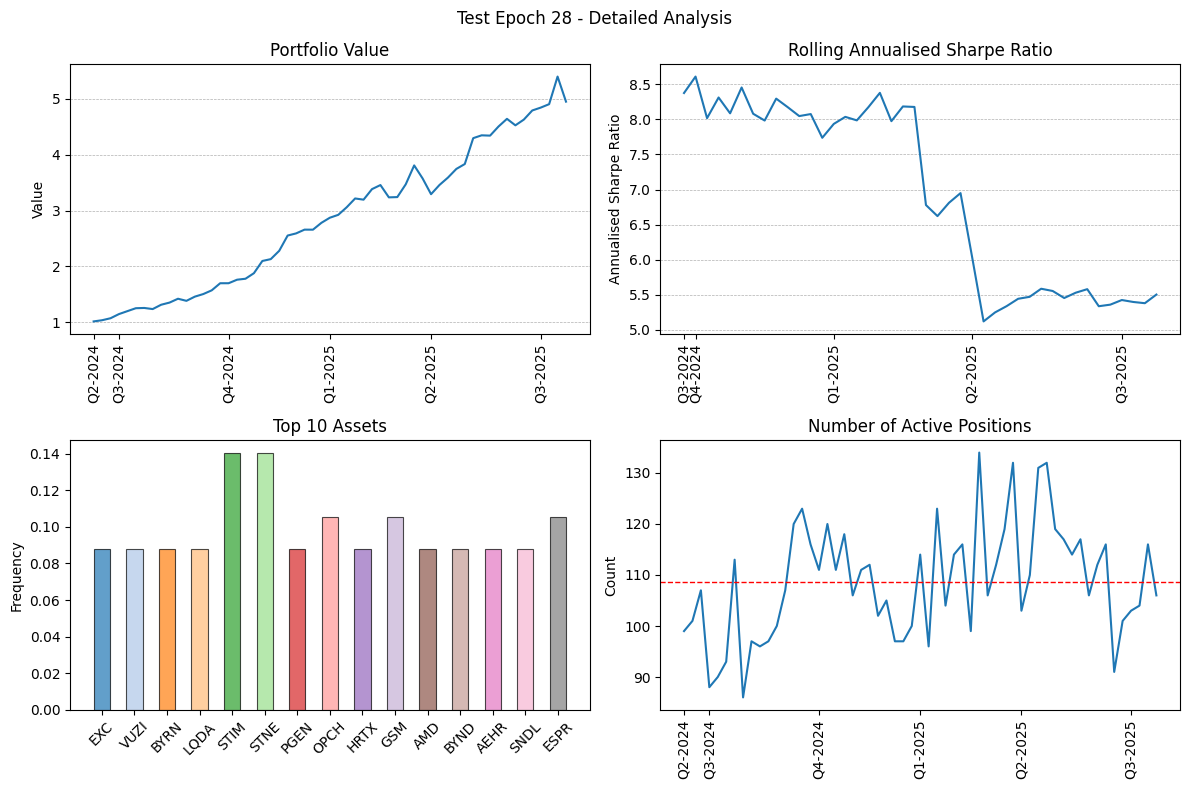 Test Epoch 28 - Detailed Analysis
Portfolio Value
Value
5
4
3
2
1
Q2-2024
Q3-2024
Q4-2024
Q1-2025
Q2-2025
Q3-2025
Rolling Annualised Sharpe Ratio
Annualised Sharpe Ratio
8.5
8.0
7.5
7.0
6.5
6.0
5.5
5.0
Q3-2024
Q4-2024
Q1-2025
Q2-2025
Q3-2025
Top 10 Assets
Frequency
0.14
0.12
0.10
0.08
0.06
0.04
0.02
0.00
EXC
VUZI
BYRN
LQDA
STIM
STNE
PGEN
OPCH
HRTX
GSM
AMD
BYND
AEHR
SNDL
ESPR
Number of Active Positions
Count
130
120
110
100
90
Q2-2024
Q3-2024
Q4-2024
Q1-2025
Q2-2025
Q3-2025